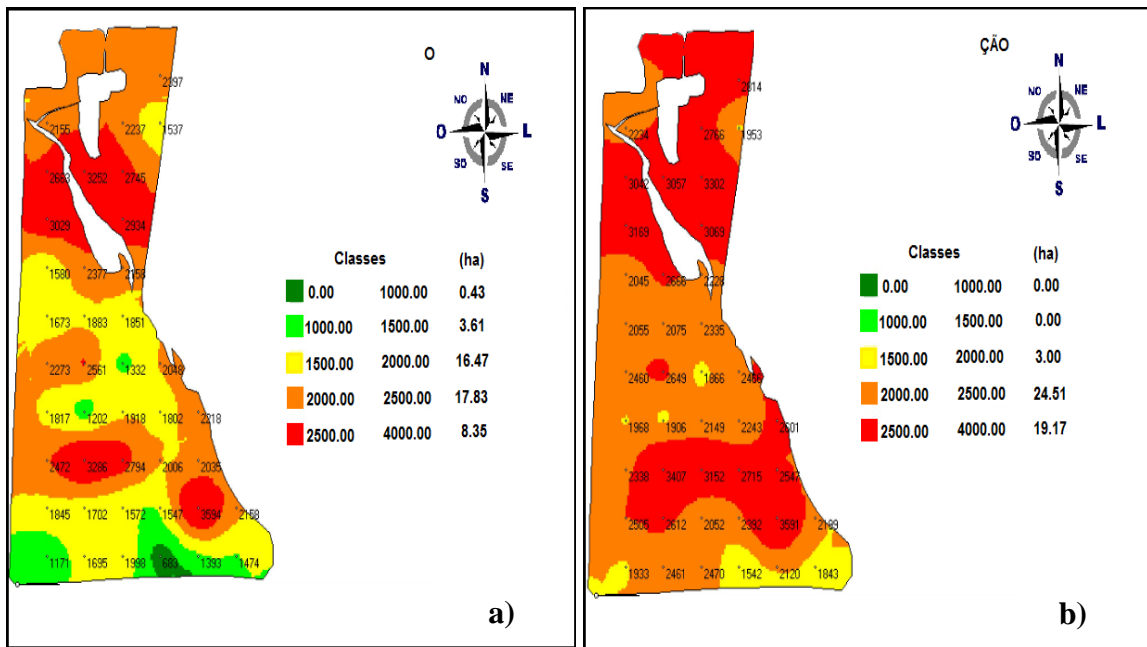 O
N
NO NE
O L
SO SE
S
2397
2155 2237 1537
2663 3252 2745
3029 2934
1580 2377 2158
1673 1883 1851
2273 2561 1332 2048
1817 1202 1918 1802 2218
2472 3286 2794 2006 2035
1845 1702 1572 1547 3594 2158
1171 1695 1998 683 1393 1474
Classes (ha)
0.00 1000.00 0.43
1000.00 1500.00 3.61
1500.00 2000.00 16.47
2000.00 2500.00 17.83
2500.00 4000.00 8.35
a)
ÇÃO
N
NO NE
O L
SO SE
S
2814
2234 2766 1953
3042 3057 3302
3169 3069
2045 2656 2228
2055 2075 2335
2460 2649 1866
1968 1906 2149 2243
2338 3407 3152 2715 2547
2612 2052 2392 3591
1933 2461 2470 1542 2120 1843
Classes (ha)
0.00 1000.00 0.00
1000.00 1500.00 0.00
1500.00 2000.00 3.00
2000.00 2500.00 24.51
2500.00 4000.00 19.17
b)